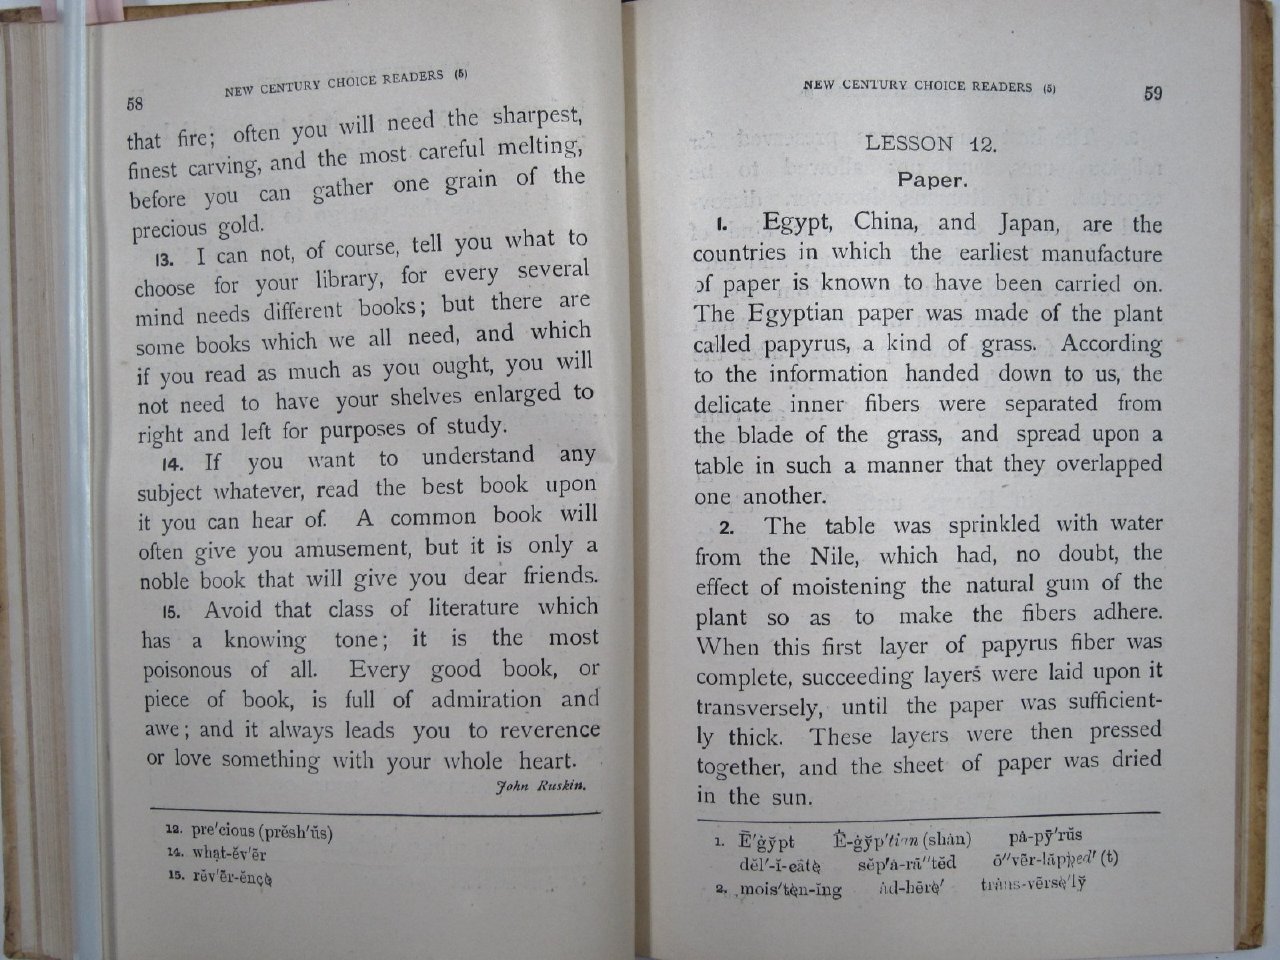 58
NEW CENTURY CHOICE READERS (5)
that fire; often you will need the sharpest,
finest carving, and the most careful melting,
before you can gather one grain of the
precious gold.
13. I can not, of course, tell you what to
choose for your library, for every several
mind needs different books; but there are
some books which we all need, and which
if you read as much as you ought, you will
not need to have your shelves enlarged to
right and left for purposes of study.
14. If you want to understand any
subject whatever, read the best book upon
it you can hear of. A common book will
often give you amusement, but it is only a
noble book that will give you dear friends.
15. Avoid that class of literature which
has a knowing tone; it is the most
poisonous of all. Every good book, or
piece of book, is full of admiration and
awe; and it always leads you to reverence
or love something with your whole heart.
John Ruskin.
12. pre′cious (prĕsh′ŭs)
14. whạt-ĕv′ẽr
15. rĕv′ẽr-ĕnçe̱
NEW CENTURY CHOICE READERS (5)
59
LESSON 12.
Paper.
1. Egypt, China, and Japan, are the
countries in which the earliest manufacture
of paper is known to have been carried on.
The Egyptian paper was made of the plant
called papyrus, a kind of grass. According
to the information handed down to us, the
delicate inner fibers were separated from
the blade of the grass, and spread upon a
table in such a manner that they overlapped
one another.
2. The table was sprinkled with water
from the Nile, which had, no doubt, the
effect of moistening the natural gum of the
plant so as to make the fibers adhere.
When this first layer of papyrus fiber was
complete, succeeding layers were laid upon it
transversely, until the paper was sufficient-
ly thick. These layers were then pressed
together, and the sheet of paper was dried
in the sun.
1. Ē′ġy̆pt Ē̇-ġy̆p′tian (shȧn) pȧ-pȳ′rŭs
dĕl′-ĭ-eāte̱ sĕp′ȧ-rā″tĕd ō″vẽr-lăpped′ (t)
2. mois′te̱n-ĭng ăd-hēre̱′ trȧns-vẽrse̱′ly̆